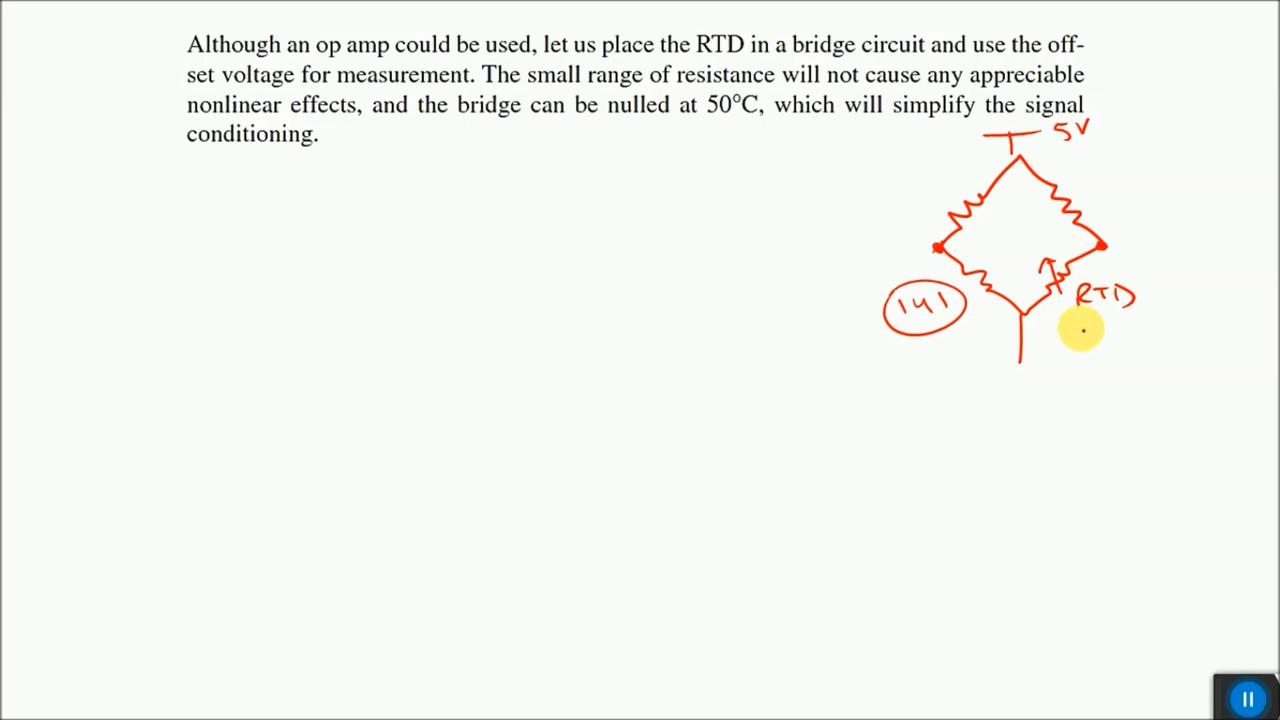 Although an op amp could be used, let us place the RTD in a bridge circuit and use the off-
set voltage for measurement. The small range of resistance will not cause any appreciable
nonlinear effects, and the bridge can be nulled at 50°C, which will simplify the signal
conditioning.
5V
141
RTD